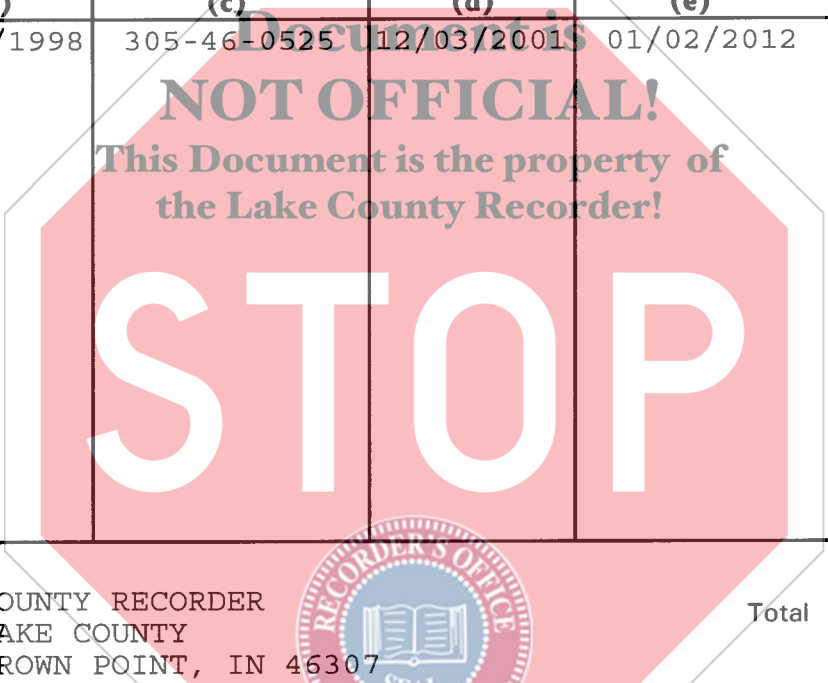 ) (c) (d) (e)
/1998 305-46-0525 12/03/2001 01/02/2012
Document is
NOT OFFICIAL!
This Document is the property of
the Lake County Recorder!
STOP
RECORDER'S OFFICE
SEAL
OUNTY RECORDER
Total
AKE COUNTY
ROWN POINT, IN 46307